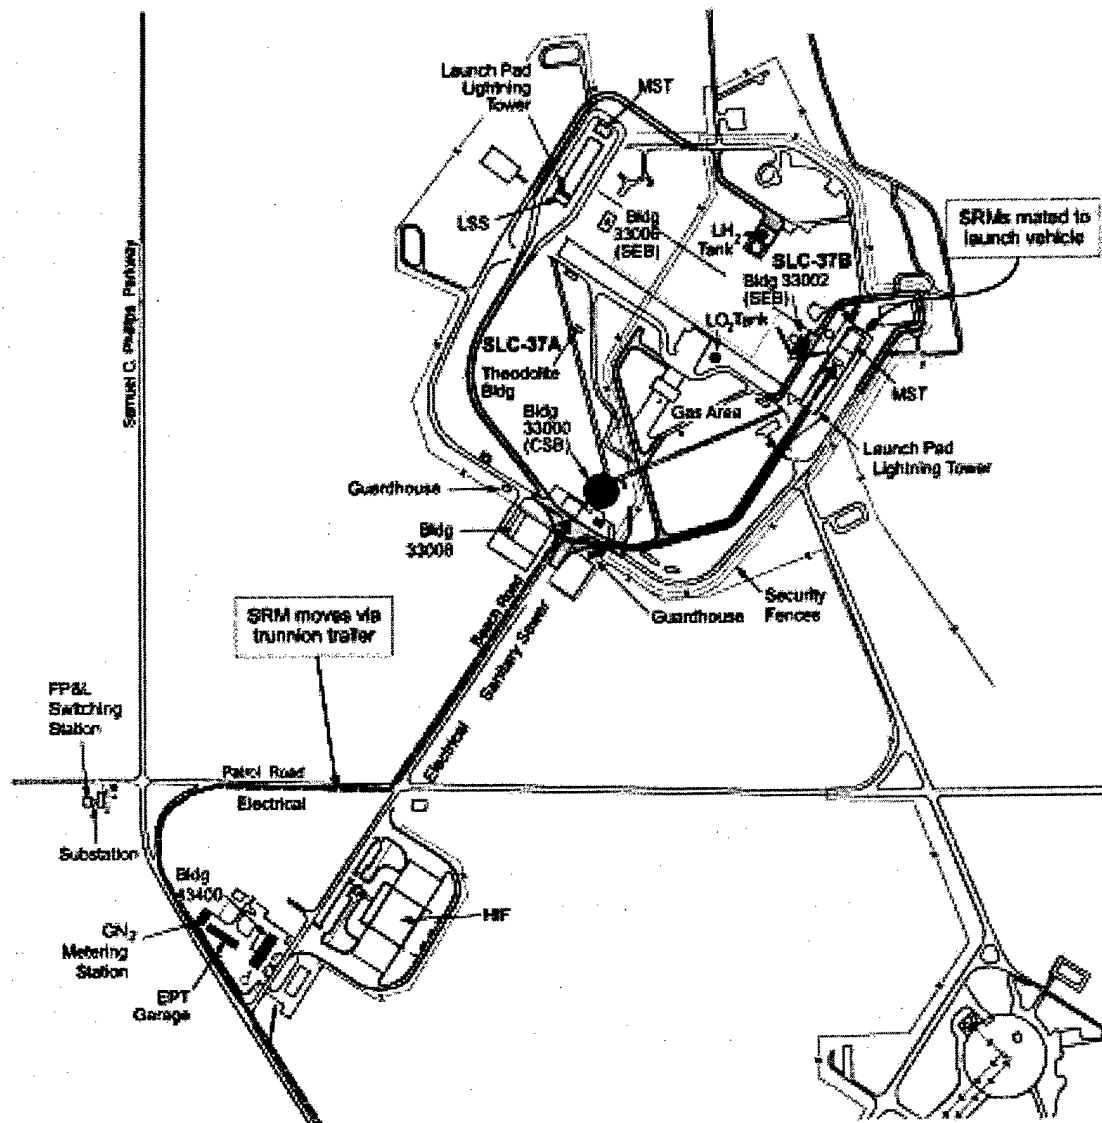 Launch Pad
Lightning
Tower
MST
LSS
Bldg
33006
(SEB)
LH2
Tank
SLC-37B
Bldg 33002
(SEB)
LO2 Tank
SRMs mated to
launch vehicle
SLC-37A
Theodolite
Bldg
Bldg
33000
(CSB)
Gas Area
MST
Launch Pad
Lightning Tower
Guardhouse
Bldg
33008
Samuel C. Phillips Parkway
Security
Fences
Guardhouse
SRM moves via
trunnion trailer
Beach Road
Sanitary Sewer
Electrical
FP&L
Switching
Station
Patrol Road
Electrical
Substation
Bldg
43400
GN2
Metering
Station
HIF
EPT
Garage